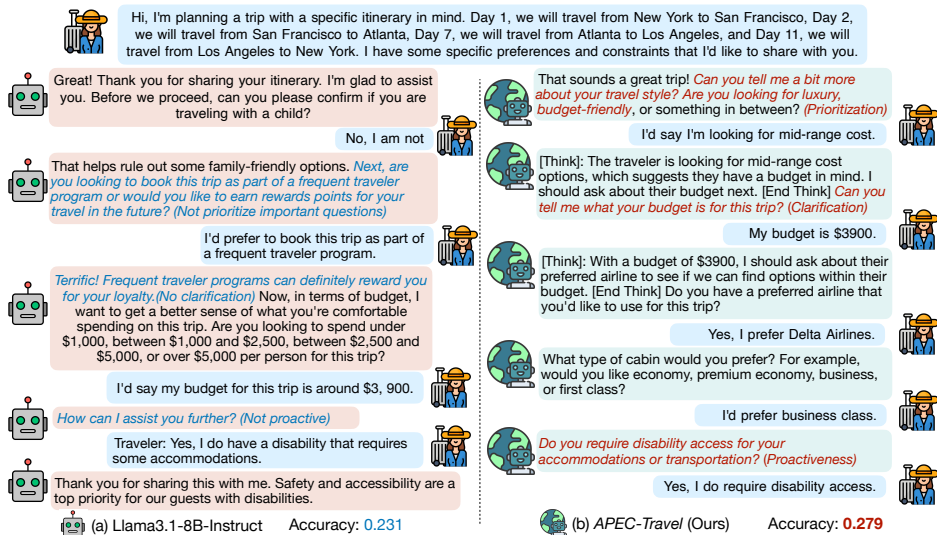 Hi, I'm planning a trip with a specific itinerary in mind. Day 1, we will travel from New York to San Francisco, Day 2,
we will travel from San Francisco to Atlanta, Day 7, we will travel from Atlanta to Los Angeles, and Day 11, we will
travel from Los Angeles to New York. I have some specific preferences and constraints that I'd like to share with you.
Great! Thank you for sharing your itinerary. I'm glad to assist
you. Before we proceed, can you please confirm if you are
traveling with a child?
No, I am not
That helps rule out some family-friendly options. Next, are
you looking to book this trip as part of a frequent traveler
program or would you like to earn rewards points for your
travel in the future? (Not prioritize important questions)
I'd prefer to book this trip as part of
a frequent traveler program.
Terrific! Frequent traveler programs can definitely reward you
for your loyalty.(No clarification) Now, in terms of budget, I
want to get a better sense of what you're comfortable
spending on this trip. Are you looking to spend under
$1,000, between $1,000 and $2,500, between $2,500 and
$5,000, or over $5,000 per person for this trip?
I'd say my budget for this trip is around $3, 900.
How can I assist you further? (Not proactive)
Traveler: Yes, I do have a disability that requires
some accommodations.
Thank you for sharing this with me. Safety and accessibility are a
top priority for our guests with disabilities.
(a) Llama3.1-8B-Instruct Accuracy: 0.231
That sounds a great trip! Can you tell me a bit more
about your travel style? Are you looking for luxury,
budget-friendly, or something in between? (Prioritization)
I'd say I'm looking for mid-range cost.
[Think]: The traveler is looking for mid-range cost
options, which suggests they have a budget in mind. I
should ask about their budget next. [End Think] Can you
tell me what your budget is for this trip? (Clarification)
My budget is $3900.
[Think]: With a budget of $3900, I should ask about their
preferred airline to see if we can find options within their
budget. [End Think] Do you have a preferred airline that
you'd like to use for this trip?
Yes, I prefer Delta Airlines.
What type of cabin would you prefer? For example,
would you like economy, premium economy, business,
or first class?
I'd prefer business class.
Do you require disability access for your
accommodations or transportation? (Proactiveness)
Yes, I do require disability access.
(b) APEC-Travel (Ours) Accuracy: 0.279